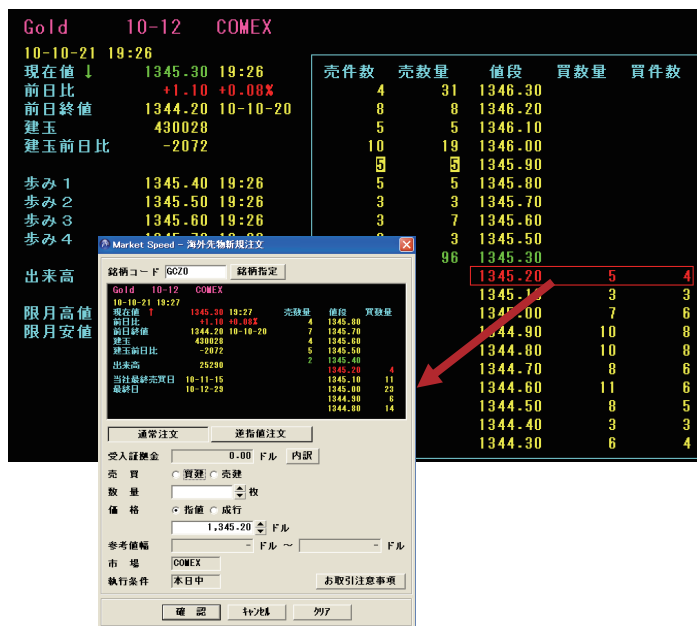 Gold 10-12 COMEX
10-10-21 19:26
現在値 ↓ 1345.30 19:26
前日比 +1.10 +0.08%
前日終値 1344.20 10-10-20
建玉 430028
建玉前日比 -2072
歩み1 1345.40 19:26
歩み2 1345.50 19:26
歩み3 1345.60 19:26
歩み4
出来高
限月高値
限月安値
売件数 売数量 値段 買数量 買件数
4 31 1346.30
8 8 1346.20
5 5 1346.10
10 19 1346.00
5 5 1345.90
5 5 1345.80
3 3 1345.70
3 7 1345.60
3 1345.50
96 1345.30
1345.20 5 4
1345.10 3 3
1345.00 7 6
1344.90 10 8
1344.80 10 8
1344.70 8 6
1344.60 11 6
1344.50 8 5
1344.40 3 3
1344.30 6 4
Market Speed - 海外先物新規注文
銘柄コード GCZ0 銘柄指定
Gold 10-12 COMEX
10-10-21 19:27
現在値 ↑ 1345.30 19:27 売数量 値段 買数量
前日比 +1.10 +0.08% 4 1345.80
前日終値 1344.20 10-10-20 7 1345.70
建玉 430028 4 1345.60
建玉前日比 -2072 5 1345.50
2 1345.40
出来高 25290
1345.20 4
当社最終売買日 10-11-15 1345.10 11
最終日 10-12-29 1345.00 23
1344.90 6
1344.80 14
通常注文 逆指値注文
受入証拠金 0.00 ドル 内訳
売 買 買建 売建
数 量 枚
価 格 指値 成行
1,345.20 ドル
参考値幅 - ドル ～ - ドル
市 場 COMEX
執行条件 本日中 お取引注意事項
確 認 ｷｬﾝｾﾙ ｸﾘｱ